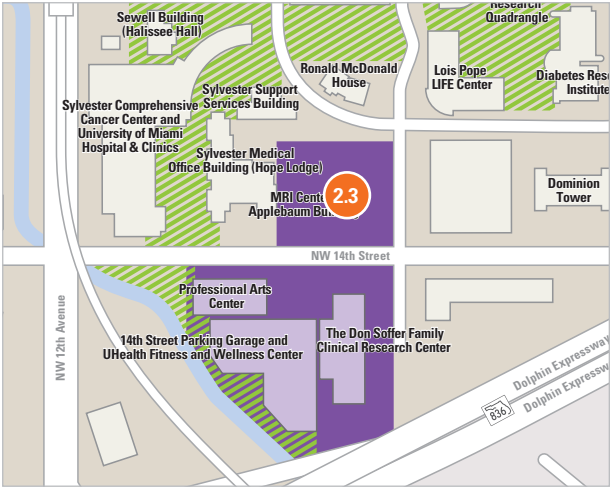 Research
Quadrangle
Sewell Building
(Halissee Hall)
Ronald McDonald
House
Lois Pope
LIFE Center
Diabetes Res
Institute
Sylvester Support
Services Building
Sylvester Comprehensive
Cancer Center and
University of Miami
Hospital & Clinics
Sylvester Medical
Office Building (Hope Lodge)
MRI Cent
Applebaum Bu
2.3
Dominion
Tower
NW 14th Street
Professional Arts
Center
14th Street Parking Garage and
UHealth Fitness and Wellness Center
The Don Soffer Family
Clinical Research Center
NW 12th Avenue
Dolphin Expressway
Dolphin Expressw
836